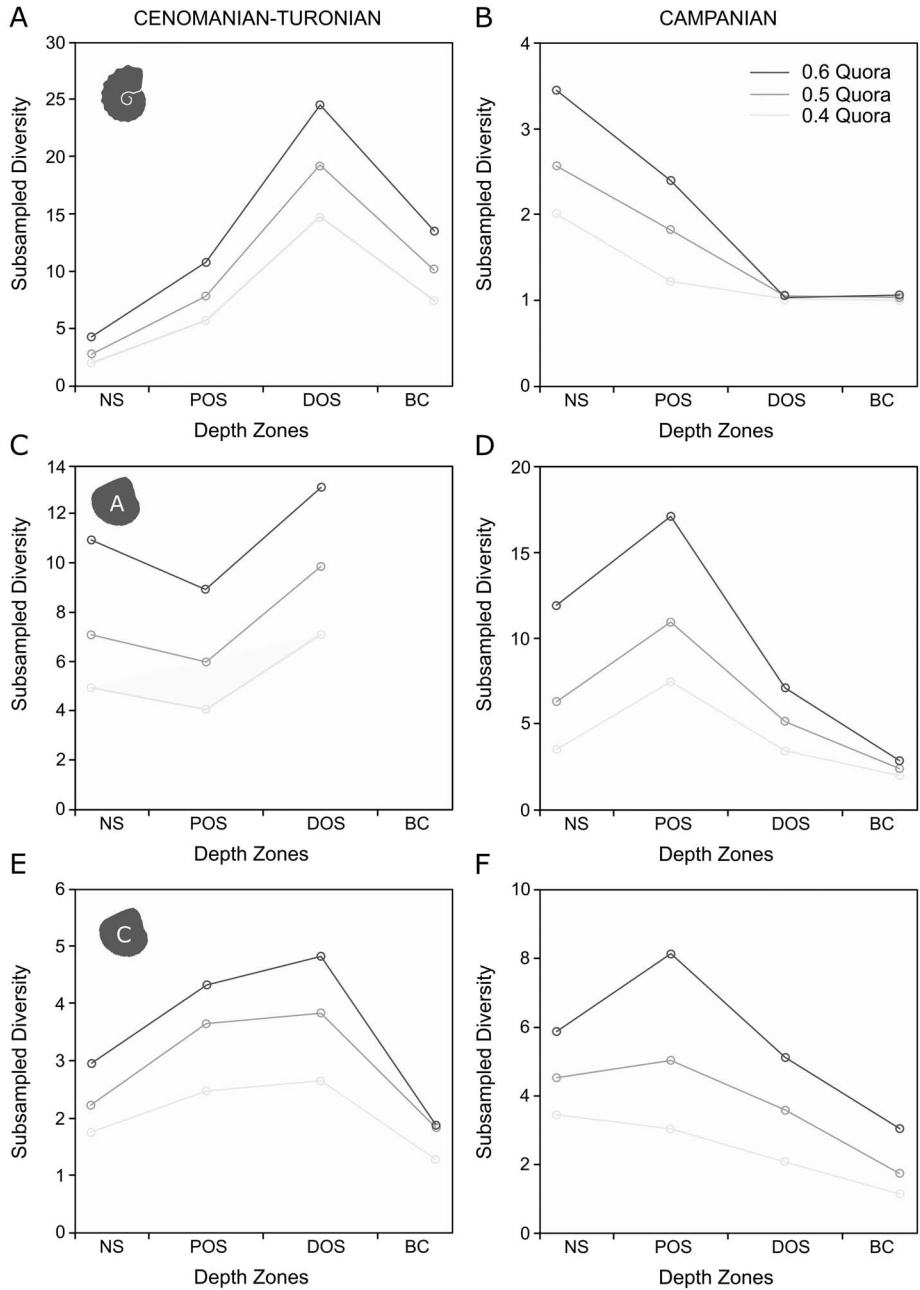 A CENOMANIAN-TURONIAN
B CAMPANIAN
Subsampled Diversity
30
25
20
15
10
5
0
NS POS DOS BC
Depth Zones
Subsampled Diversity
4
3
2
1
0
0.6 Quora
0.5 Quora
0.4 Quora
NS POS DOS BC
Depth Zones
C
A
Subsampled Diversity
14
12
10
8
6
4
2
0
NS POS DOS BC
Depth Zones
D
Subsampled Diversity
20
15
10
5
0
NS POS DOS BC
Depth Zones
E
C
Subsampled Diversity
6
5
4
3
2
1
0
NS POS DOS BC
Depth Zones
F
Subsampled Diversity
10
8
6
4
2
0
NS POS DOS BC
Depth Zones